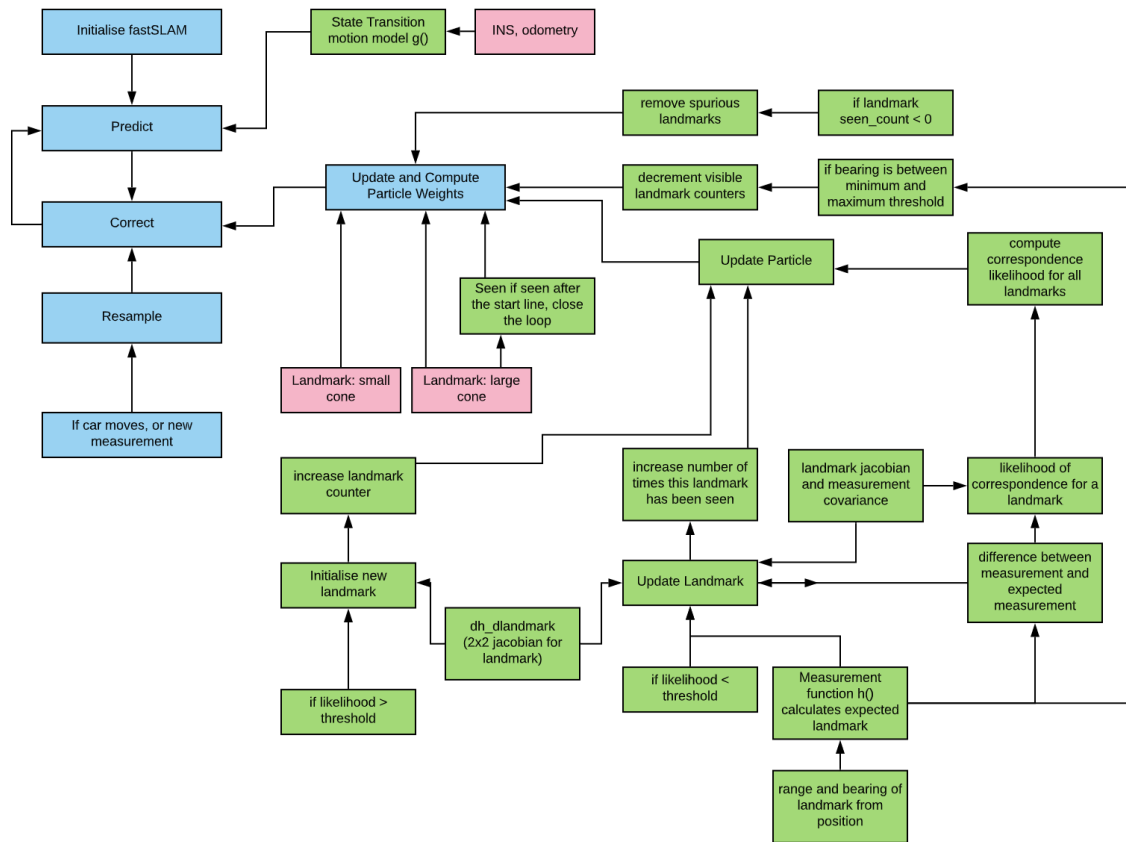 Initialise fastSLAM
State Transition
motion model g()
INS, odometry
Predict
remove spurious
landmarks
if landmark
seen_count < 0
Update and Compute
Particle Weights
decrement visible
landmark counters
if bearing is between
minimum and
maximum threshold
Correct
Update Particle
compute
correspondence
likelihood for all
landmarks
Resample
Seen if seen after
the start line, close
the loop
Landmark: small
cone
Landmark: large
cone
If car moves, or new
measurement
increase landmark
counter
increase number of
times this landmark
has been seen
landmark jacobian
and measurement
covariance
likelihood of
correspondence for a
landmark
Initialise new
landmark
Update Landmark
difference between
measurement and
expected
measurement
dh_dlandmark
(2x2 jacobian for
landmark)
if likelihood >
threshold
if likelihood <
threshold
Measurement
function h()
calculates expected
landmark
range and bearing of
landmark from
position